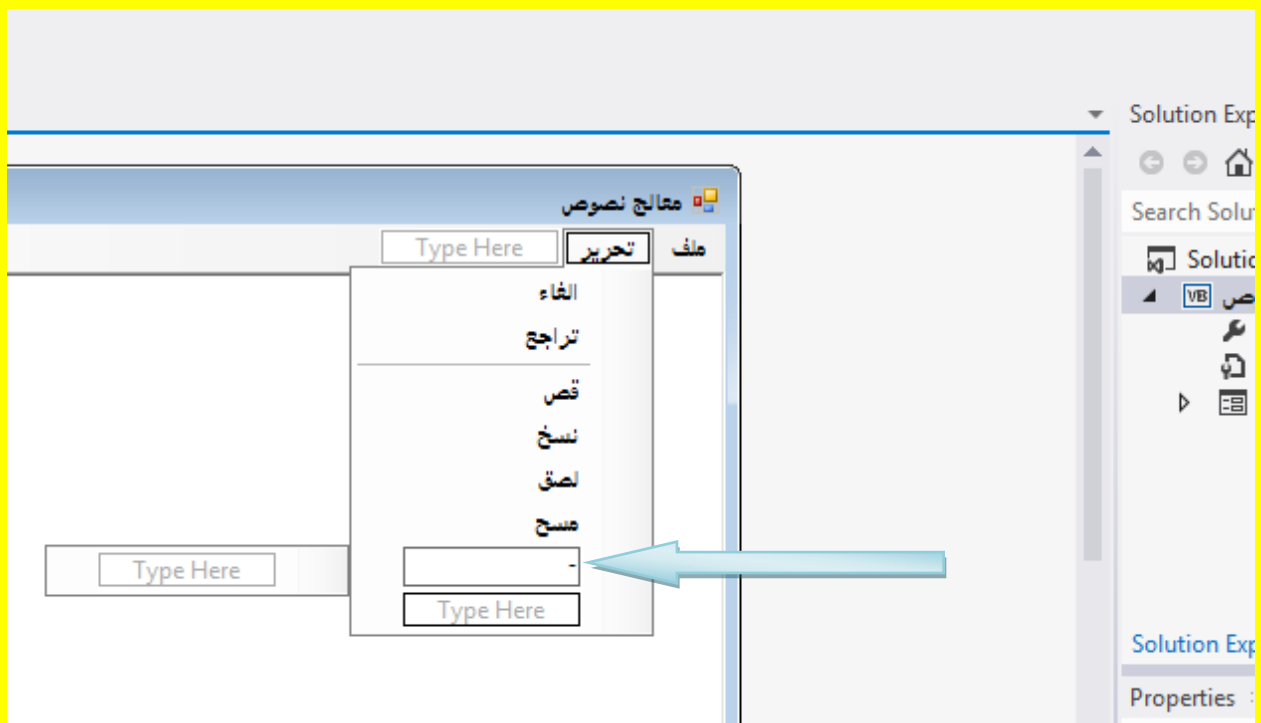 Solution Exp
معالج نصوص
Search Solu
ملف تحرير Type Here
Solutio
الغاء
VB ص
تراجع
قص
نسخ
لصق
مسح
-
Type Here
Type Here
Solution Exp
Properties